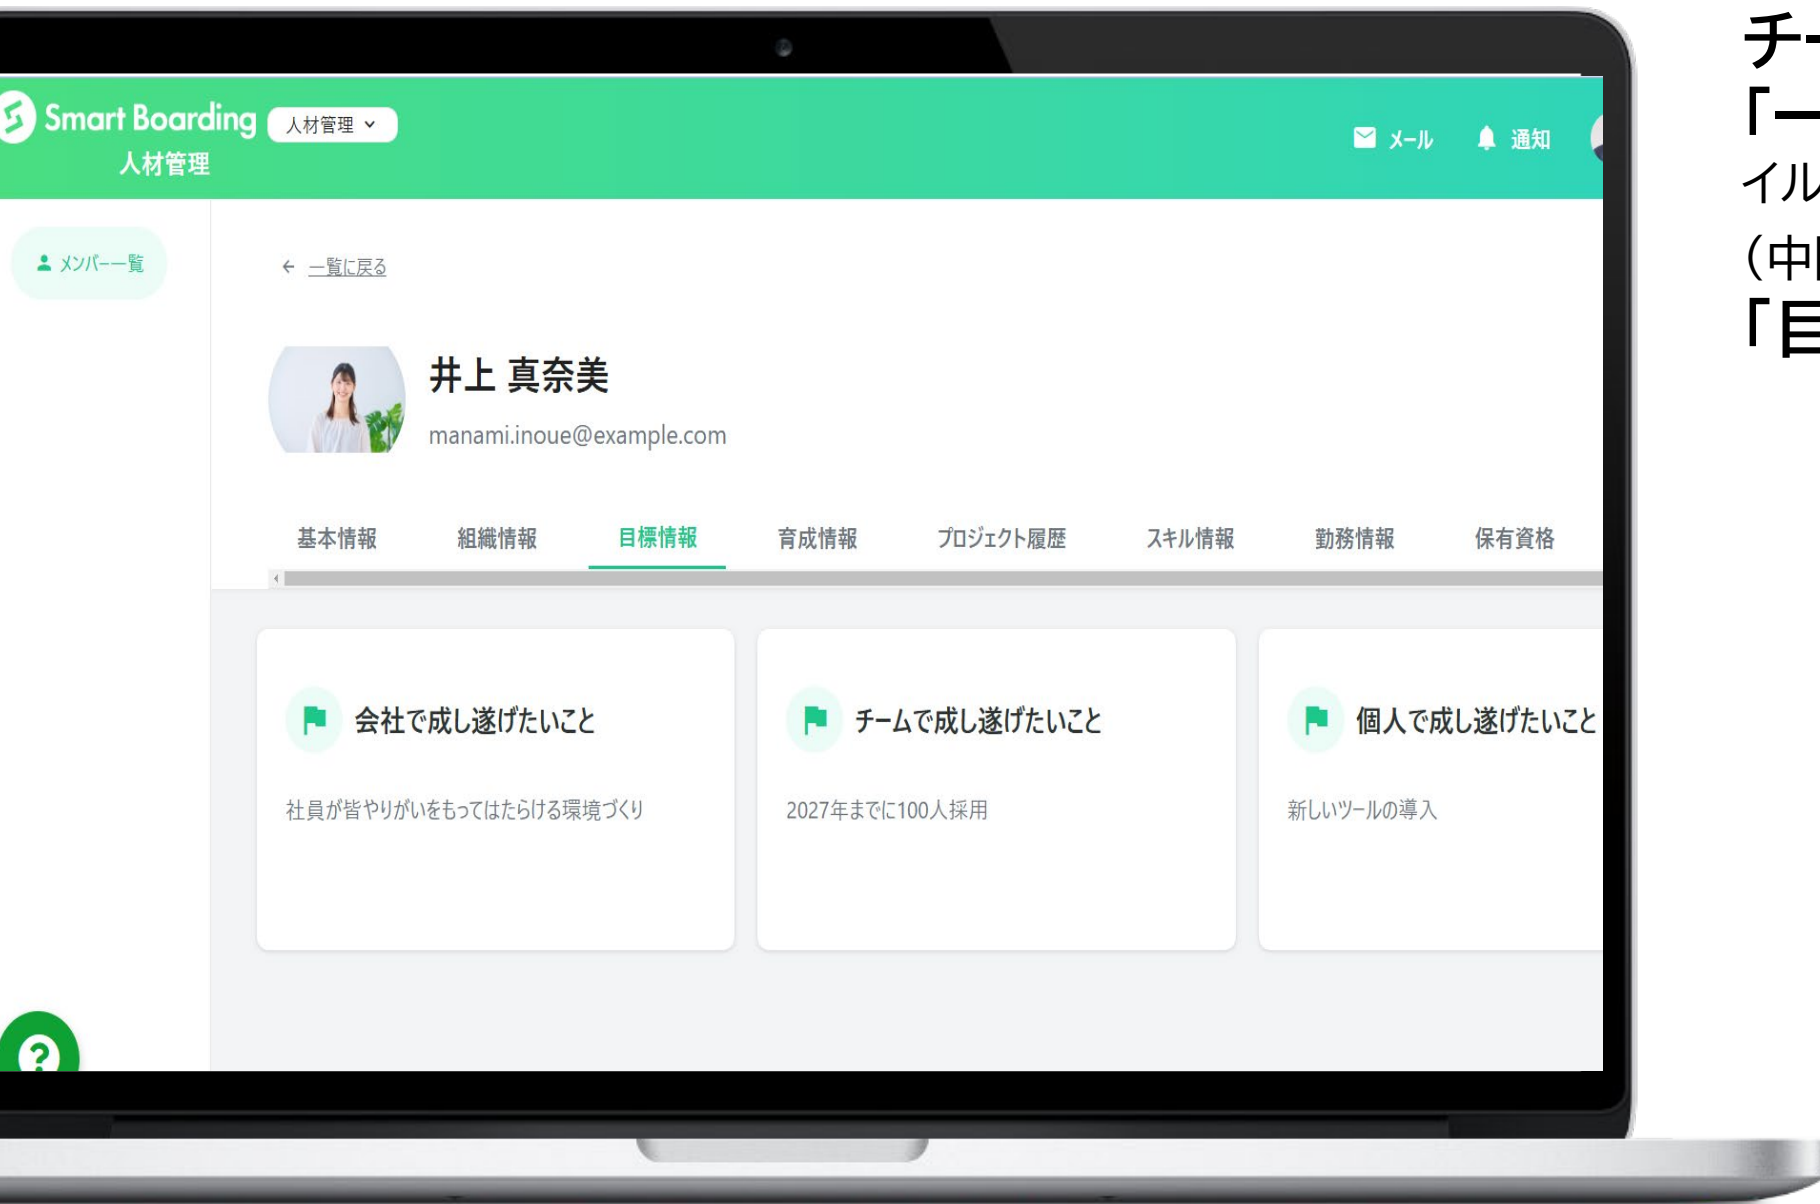 Smart Boarding
人材管理
人材管理
メール
通知
メンバー一覧
一覧に戻る
井上 真奈美
manami.inoue@example.com
基本情報
組織情報
目標情報
育成情報
プロジェクト履歴
スキル情報
勤務情報
保有資格
会社で成し遂げたいこと
社員が皆やりがいをもってはたらける環境づくり
チームで成し遂げたいこと
2027年までに100人採用
個人で成し遂げたいこと
新しいツールの導入
?
イル
（中